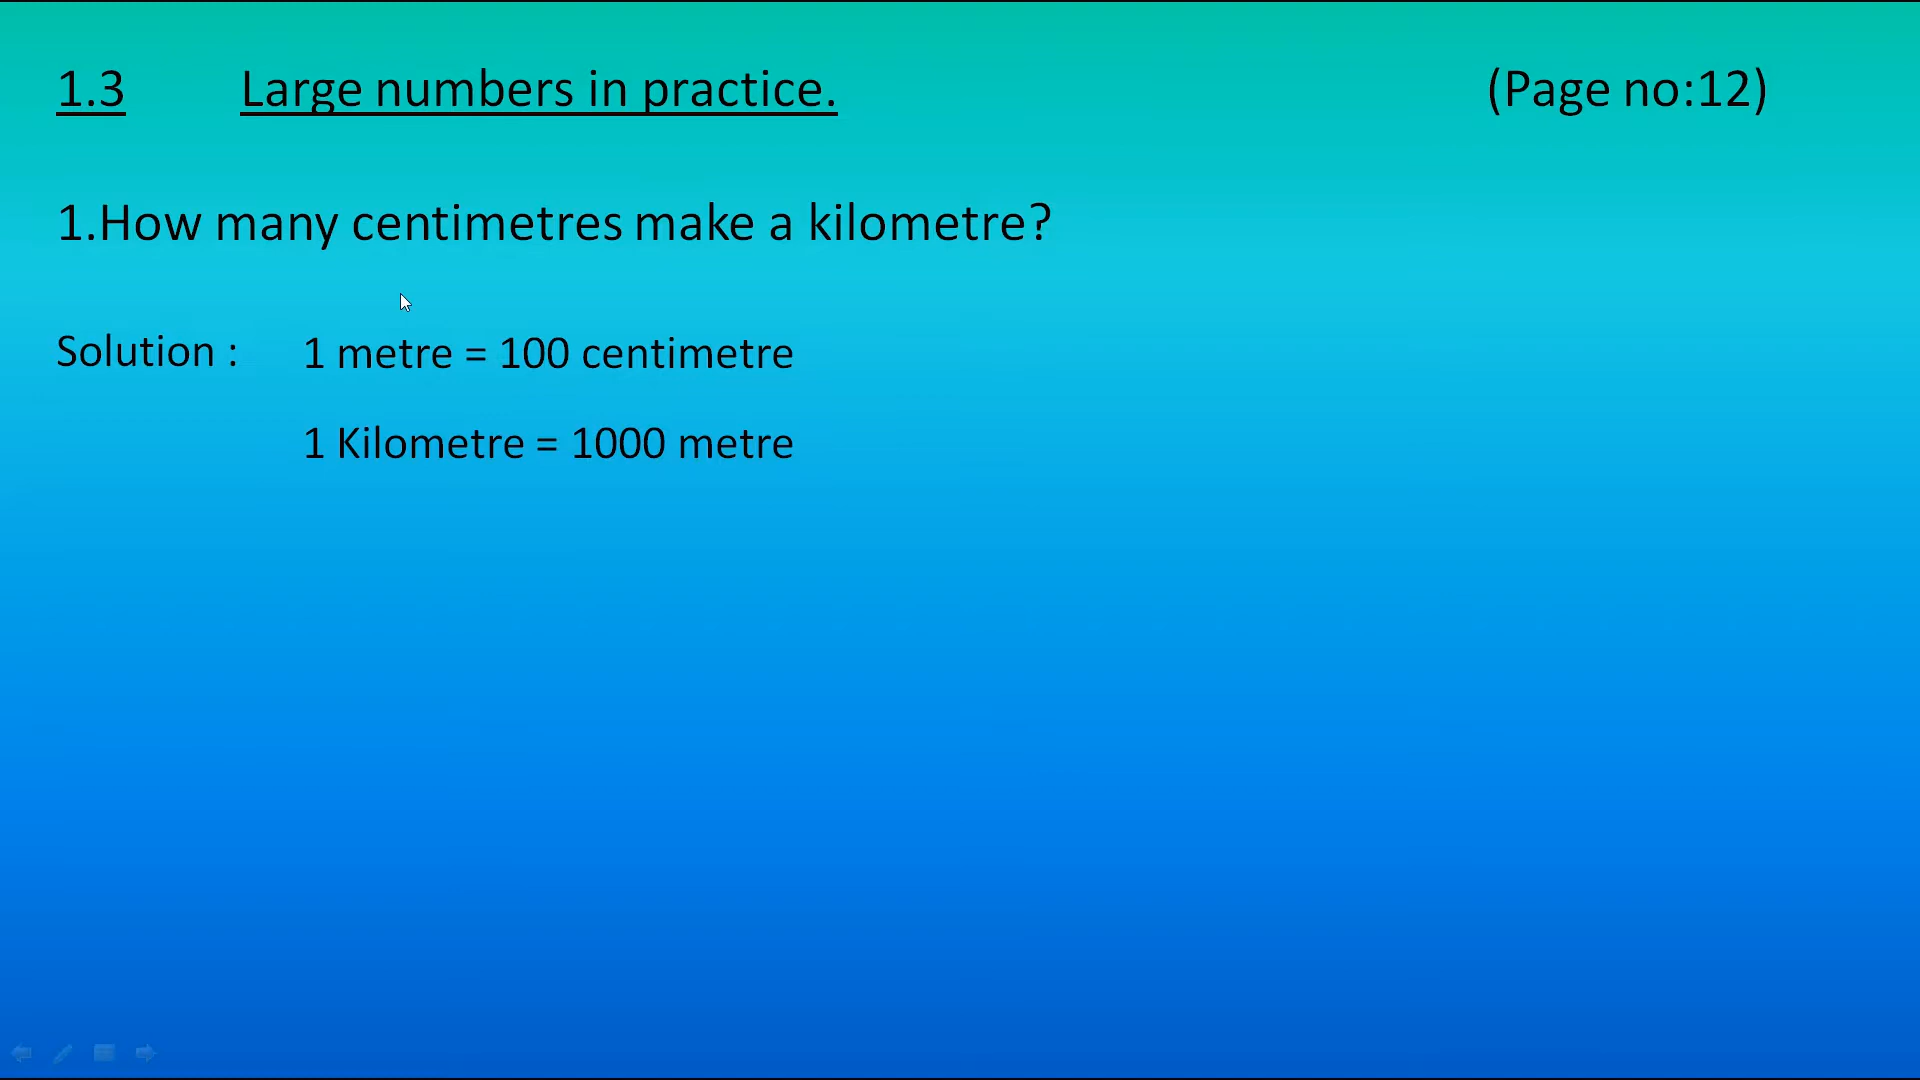 1.3 Large numbers in practice. (Page no:12)
1.How many centimetres make a kilometre?
Solution : 1 metre = 100 centimetre
1 Kilometre = 1000 metre